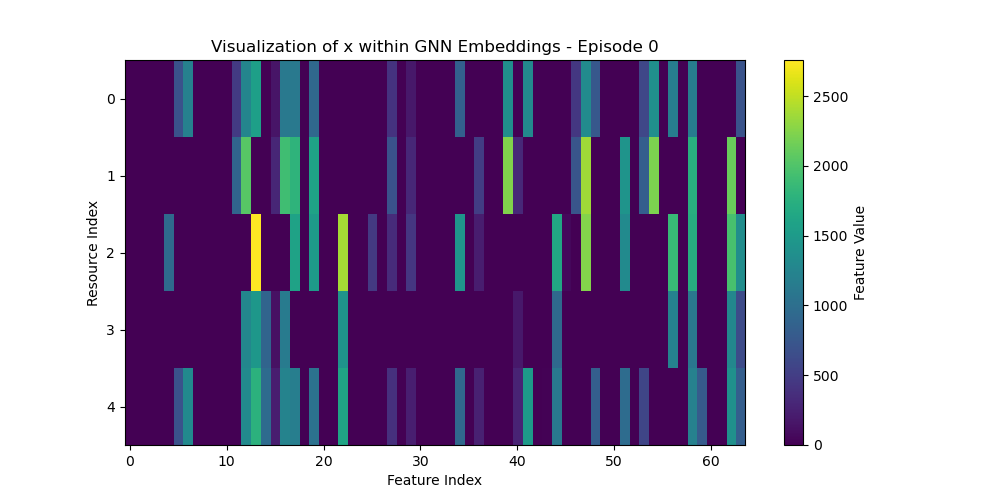 Visualization of x within GNN Embeddings - Episode 0
Resource Index
0
1
2
3
4
0 10 20 30 40 50 60
Feature Index
2500
2000
1500
1000
500
0
Feature Value